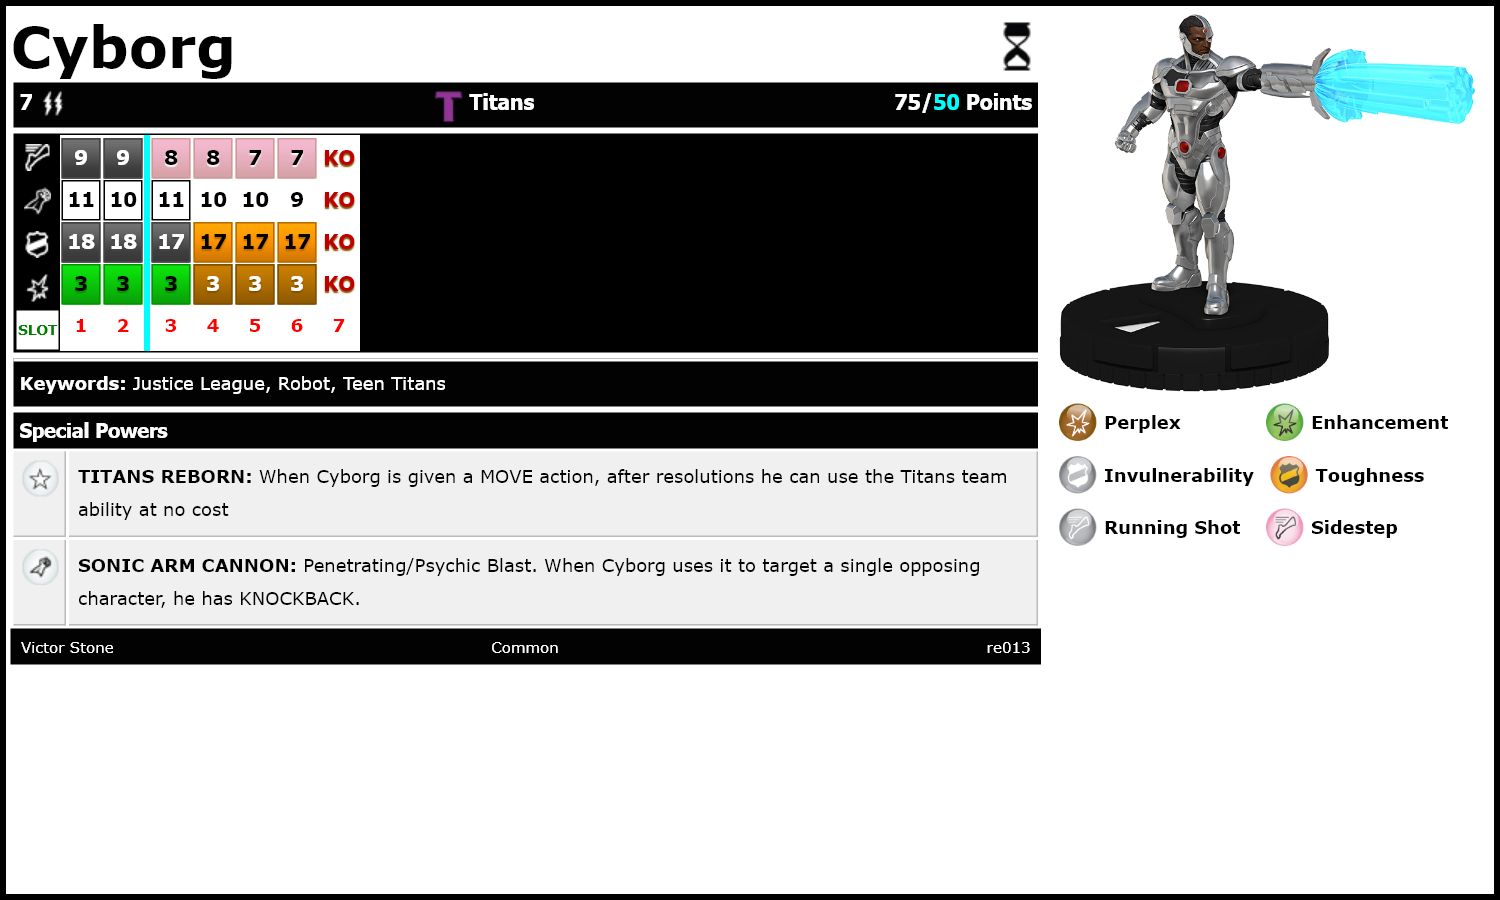 Cyborg
7 Titans 75/50 Points
9 9 8 8 7 7 KO
11 10 11 10 10 9 KO
18 18 17 17 17 17 KO
3 3 3 3 3 3 KO
SLOT 1 2 3 4 5 6 7
Keywords: Justice League, Robot, Teen Titans
Special Powers
TITANS REBORN: When Cyborg is given a MOVE action, after resolutions he can use the Titans team
ability at no cost
SONIC ARM CANNON: Penetrating/Psychic Blast. When Cyborg uses it to target a single opposing
character, he has KNOCKBACK.
Victor Stone Common re013
Perplex Enhancement
Invulnerability Toughness
Running Shot Sidestep